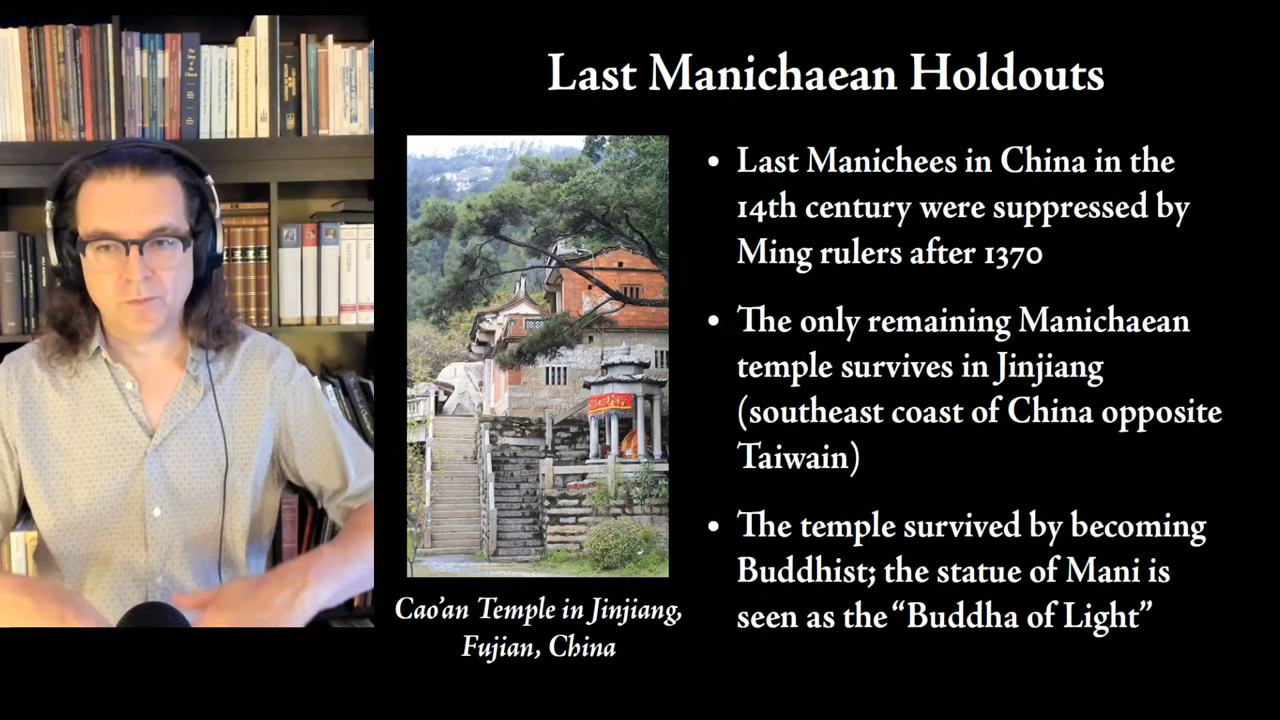 Last Manichaean Holdouts
• Last Manichees in China in the
14th century were suppressed by
Ming rulers after 1370
• The only remaining Manichaean
temple survives in Jinjiang
(southeast coast of China opposite
Taiwain)
• The temple survived by becoming
Buddhist; the statue of Mani is
seen as the “Buddha of Light”
Cao’an Temple in Jinjiang,
Fujian, China